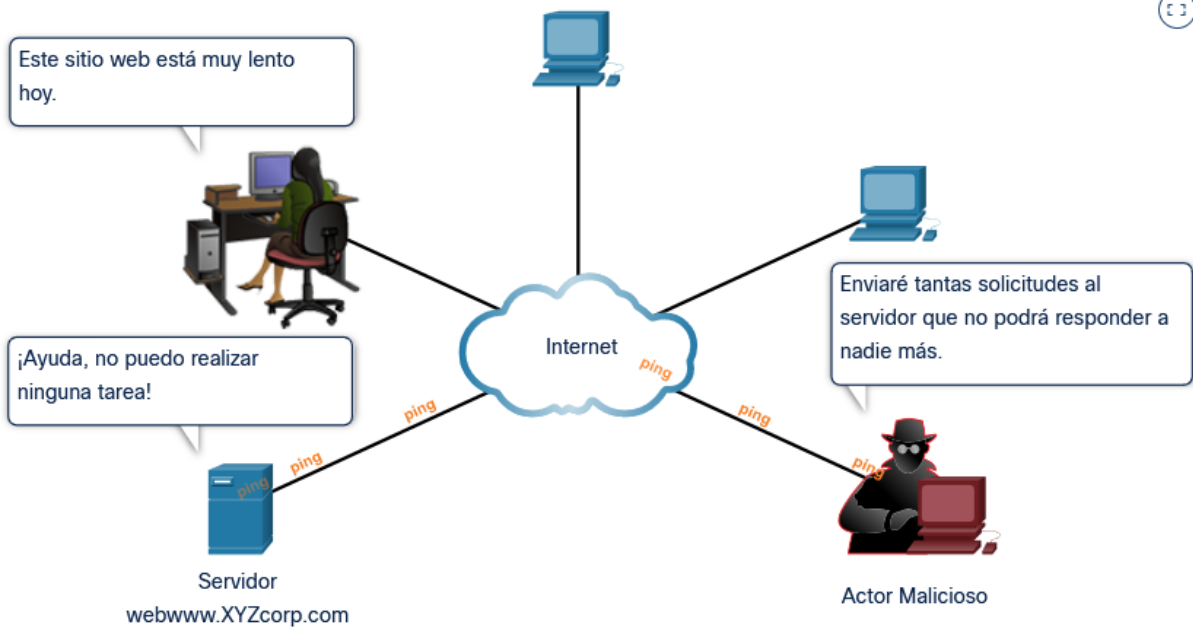 Este sitio web está muy lento
hoy.
Enviaré tantas solicitudes al
servidor que no podrá responder a
nadie más.
Internet
ping
¡Ayuda, no puedo realizar
ninguna tarea!
ping
ping
ping
ping
ping
Servidor
webwww.XYZcorp.com
Actor Malicioso